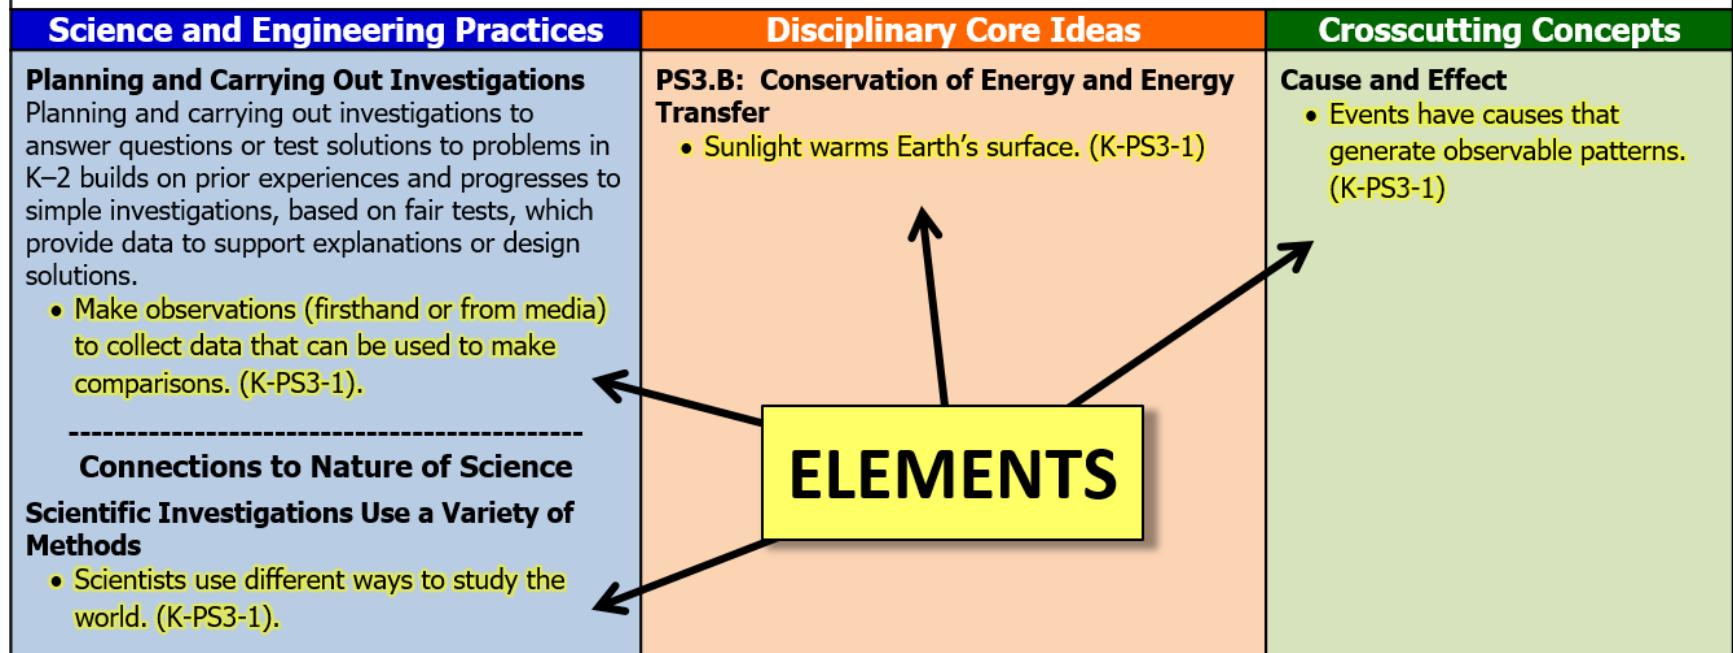 Science and Engineering Practices
Planning and Carrying Out Investigations
Planning and carrying out investigations to
answer questions or test solutions to problems in
K–2 builds on prior experiences and progresses to
simple investigations, based on fair tests, which
provide data to support explanations or design
solutions.
• Make observations (firsthand or from media)
to collect data that can be used to make
comparisons. (K-PS3-1).
---------------------------------------------
Connections to Nature of Science
Scientific Investigations Use a Variety of
Methods
• Scientists use different ways to study the
world. (K-PS3-1).
Disciplinary Core Ideas
PS3.B: Conservation of Energy and Energy
Transfer
• Sunlight warms Earth’s surface. (K-PS3-1)
Crosscutting Concepts
Cause and Effect
• Events have causes that
generate observable patterns.
(K-PS3-1)
ELEMENTS